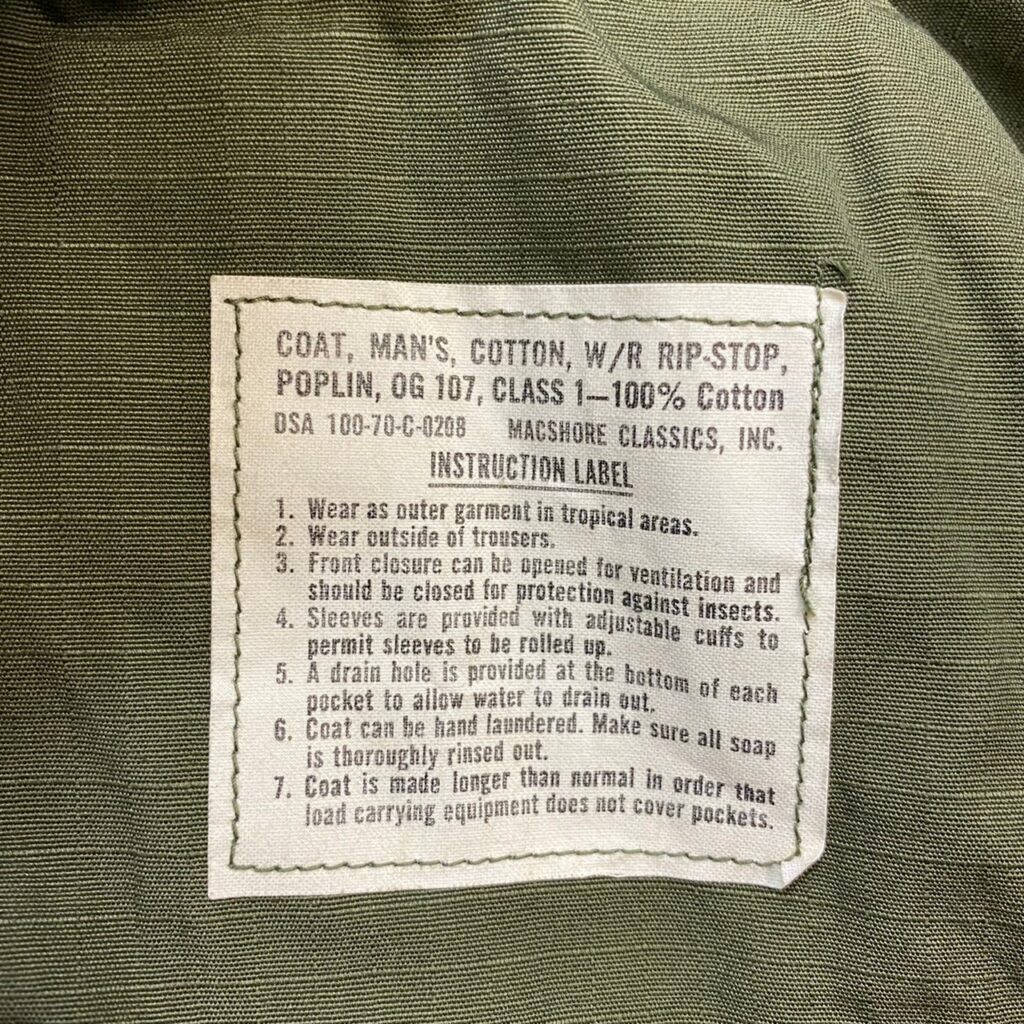 COAT, MAN'S, COTTON, W/R RIP-STOP,
POPLIN, OG 107, CLASS 1—100% Cotton
DSA 100-70-C-0208 MACSHORE CLASSICS, INC.
INSTRUCTION LABEL
1. Wear as outer garment in tropical areas.
2. Wear outside of trousers.
3. Front closure can be opened for ventilation and
should be closed for protection against insects.
4. Sleeves are provided with adjustable cuffs to
permit sleeves to be rolled up.
5. A drain hole is provided at the bottom of each
pocket to allow water to drain out.
6. Coat can be hand laundered. Make sure all soap
is thoroughly rinsed out.
7. Coat is made longer than normal in order that
load carrying equipment does not cover pockets.